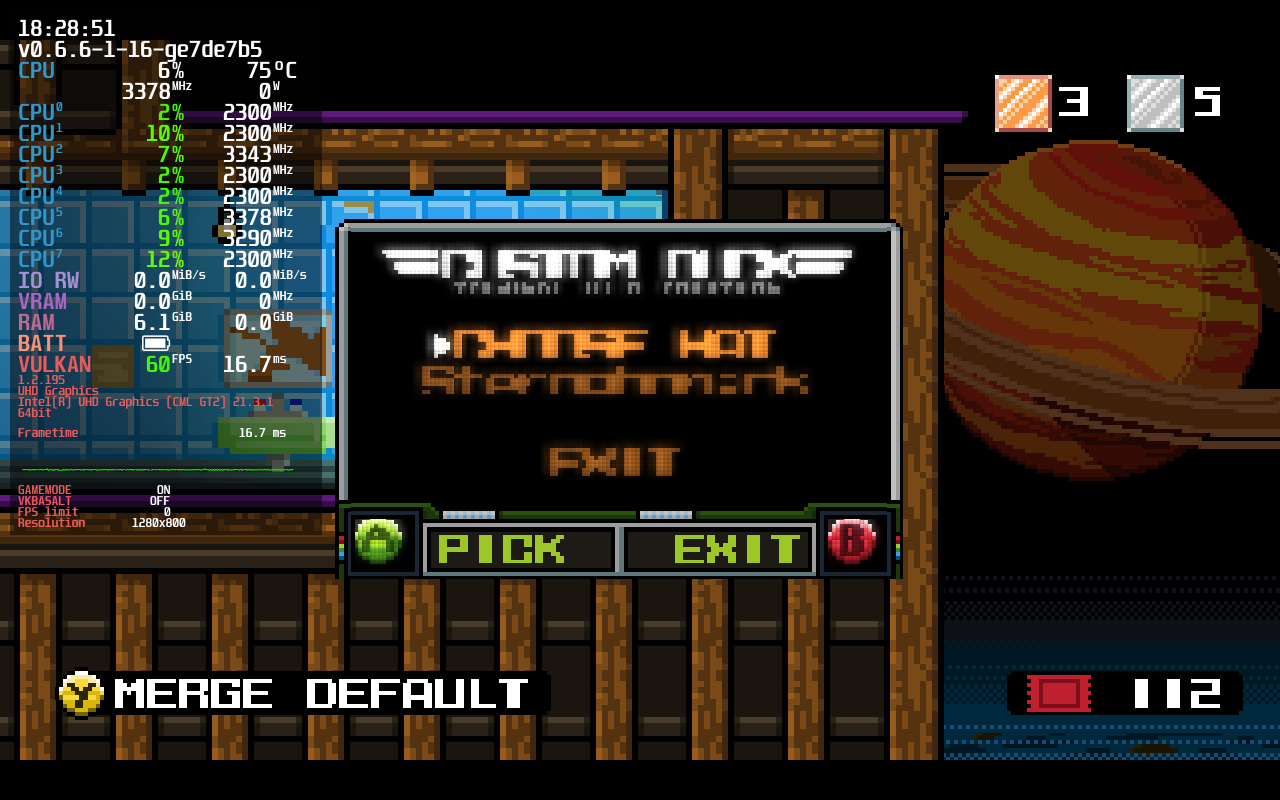 18:28:51
v0.6.6-1-16-ge7de7b5
CPU 6% 75°C
3378MHz 0W
CPU0 2% 2300MHz
CPU1 10% 2300MHz
CPU2 7% 3343MHz
CPU3 2% 2300MHz
CPU4 2% 2300MHz
CPU5 6% 3378MHz
CPU6 9% 3290MHz
CPU7 12% 2300MHz
IO RW 0.0MiB/s 0.0MiB/s
VRAM 0.0GiB 0MHz
RAM 6.1GiB 0.0GiB
BATT
VULKAN 60FPS 16.7ms
1.2.195
UHD Graphics
Intel(R) UHD Graphics (CML GT2) 21.3.1
64bit
Frametime 16.7 ms
GAMEMODE ON
VKBASALT OFF
FPS limit 0
Resolution 1280x800
3 5
EXIT
A PICK EXIT B
Y MERGE DEFAULT
112